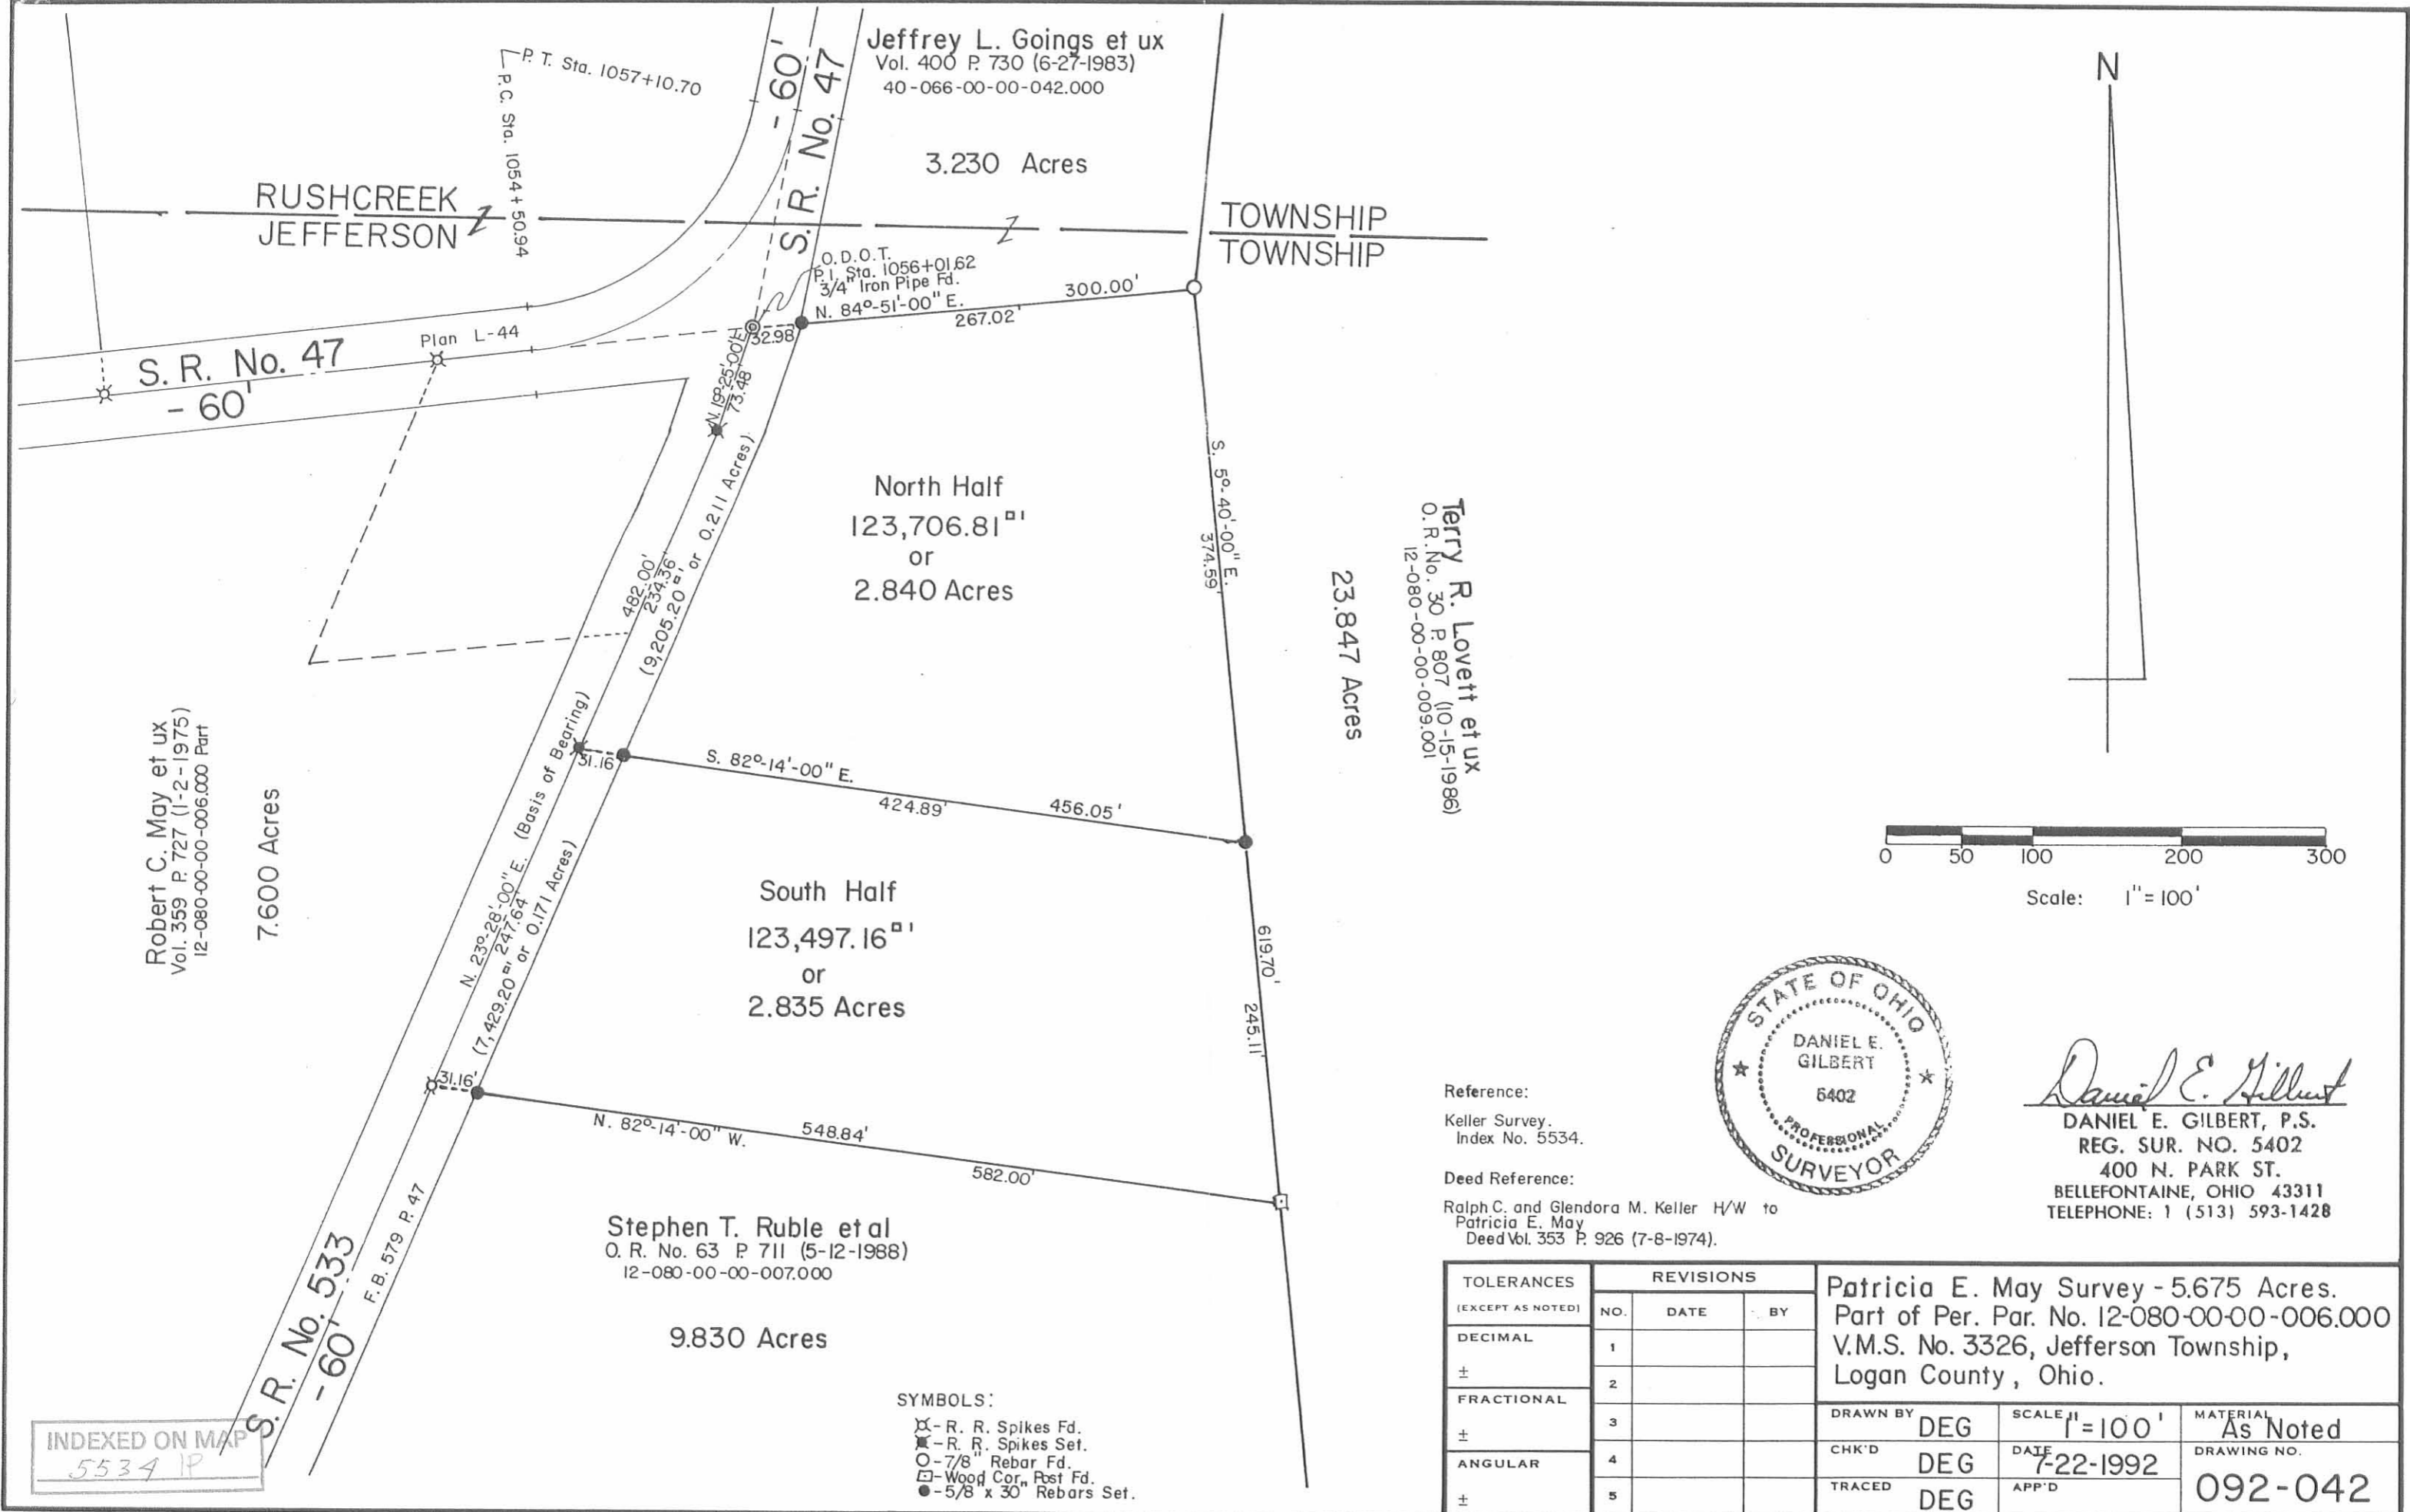 Jeffrey L. Goings et ux
Vol. 400 P. 730 (6-27-1983)
40-066-00-00-042.000
3.230 Acres
P. T. Sta. 1057+10.70
P.C. Sta. 1054+50.94
- 60'
S. R. No. 47
N
RUSHCREEK
JEFFERSON
TOWNSHIP
TOWNSHIP
O.D.O.T.
P.I. Sta. 1056+01.62
3/4" Iron Pipe Fd.
N. 84°-51'-00" E.
300.00'
267.02'
32.98'
Plan L-44
S. R. No. 47
- 60'
N. 19°-25'-00" E.
73.48'
North Half
123,706.81□'
or
2.840 Acres
S. 5°-40'-00" E.
374.59'
Terry R. Lovett et ux
O. R. No. 30 P. 807 (10-15-1986)
12-080-00-00-009.001
23.847 Acres
482.00'
234.36'
(9,205.20□' or 0.211 Acres)
Robert C. May et ux
Vol. 359 P. 727 (1-2-1975)
12-080-00-00-006.000 Part
7.600 Acres
31.16'
S. 82°-14'-00" E.
424.89'
456.05'
N. 23°-28'-00" E. (Basis of Bearing)
247.64'
(7,429.20□' or 0.171 Acres)
South Half
123,497.16□'
or
2.835 Acres
619.70'
245.11'
0 50 100 200 300
Scale: 1"=100'
31.16'
N. 82°-14'-00" W.
548.84'
582.00'
Stephen T. Ruble et al
O. R. No. 63 P. 711 (5-12-1988)
12-080-00-00-007.000
9.830 Acres
F.B. 579 P. 47
S. R. No. 533
- 60'
Reference:
Keller Survey.
Index No. 5534.
Deed Reference:
Ralph C. and Glendora M. Keller H/W to
Patricia E. May
Deed Vol. 353 P. 926 (7-8-1974).
STATE OF OHIO
DANIEL E.
GILBERT
5402
PROFESSIONAL
SURVEYOR
Daniel E. Gilbert
DANIEL E. GILBERT, P.S.
REG. SUR. NO. 5402
400 N. PARK ST.
BELLEFONTAINE, OHIO 43311
TELEPHONE: 1 (513) 593-1428
SYMBOLS:
- R. R. Spikes Fd.
- R. R. Spikes Set.
- 7/8" Rebar Fd.
- Wood Cor. Post Fd.
- 5/8" x 30" Rebars Set.
INDEXED ON MAP
5534 IP
TOLERANCES
(EXCEPT AS NOTED)
DECIMAL
±
FRACTIONAL
±
ANGULAR
±
REVISIONS
NO. DATE BY
1
2
3
4
5
Patricia E. May Survey - 5.675 Acres.
Part of Per. Par. No. 12-080-00-00-006.000
V.M.S. No. 3326, Jefferson Township,
Logan County, Ohio.
DRAWN BY DEG
SCALE 1"=100'
MATERIAL As Noted
CHK'D DEG
DATE 7-22-1992
DRAWING NO.
092-042
TRACED DEG
APP'D